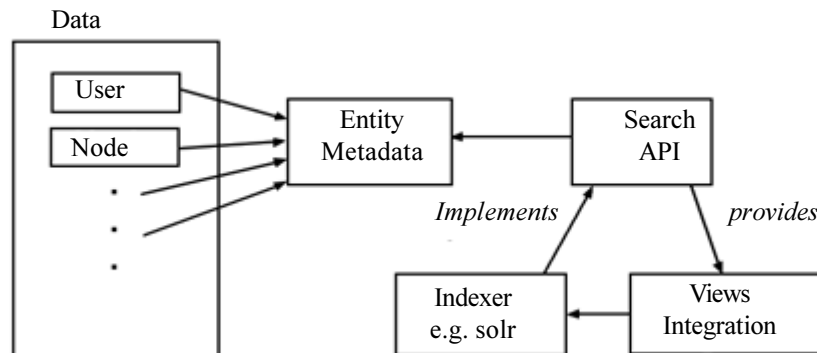 Data
User
Node
Entity
Metadata
Search
API
Implements
provides
Indexer
e.g. solr
Views
Integration